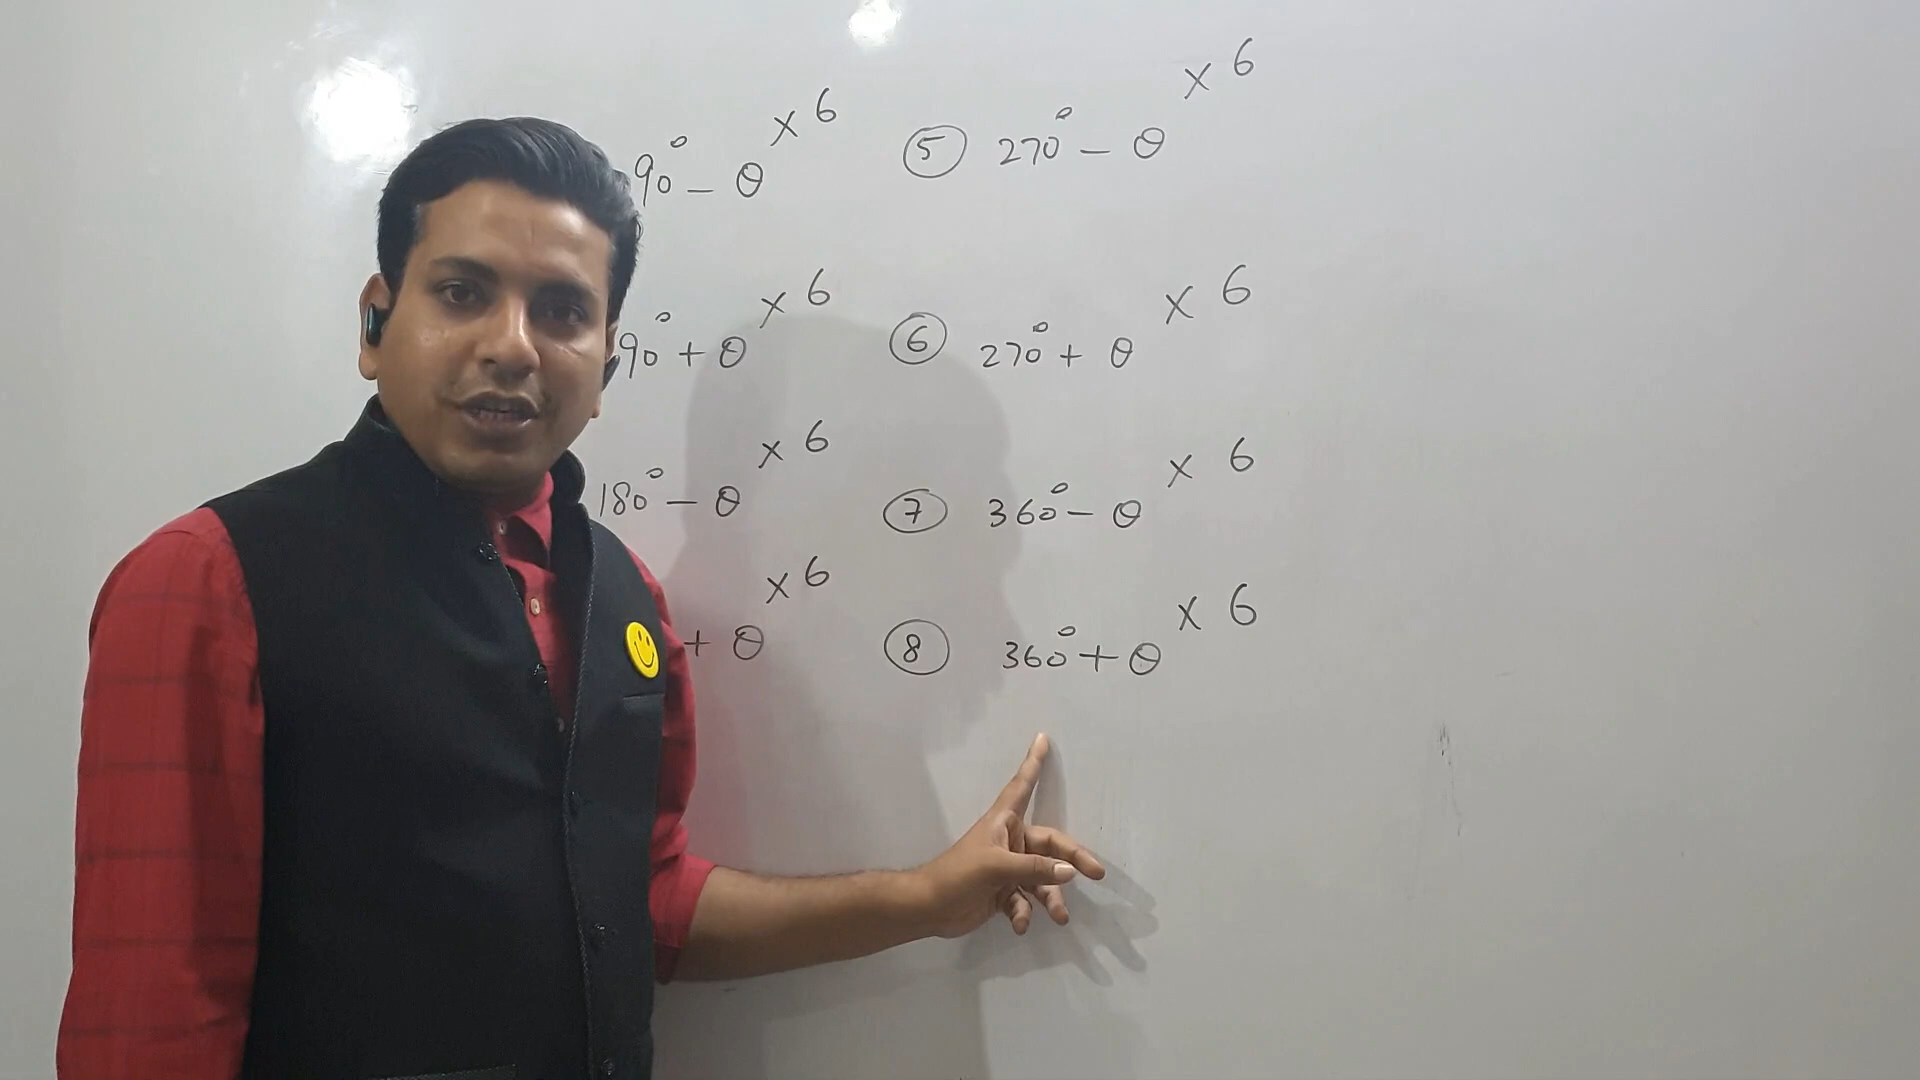 90° - θ × 6
90° + θ × 6
180° - θ × 6
+ θ × 6
⑤ 270° - θ × 6
⑥ 270° + θ × 6
⑦ 360° - θ × 6
⑧ 360° + θ × 6